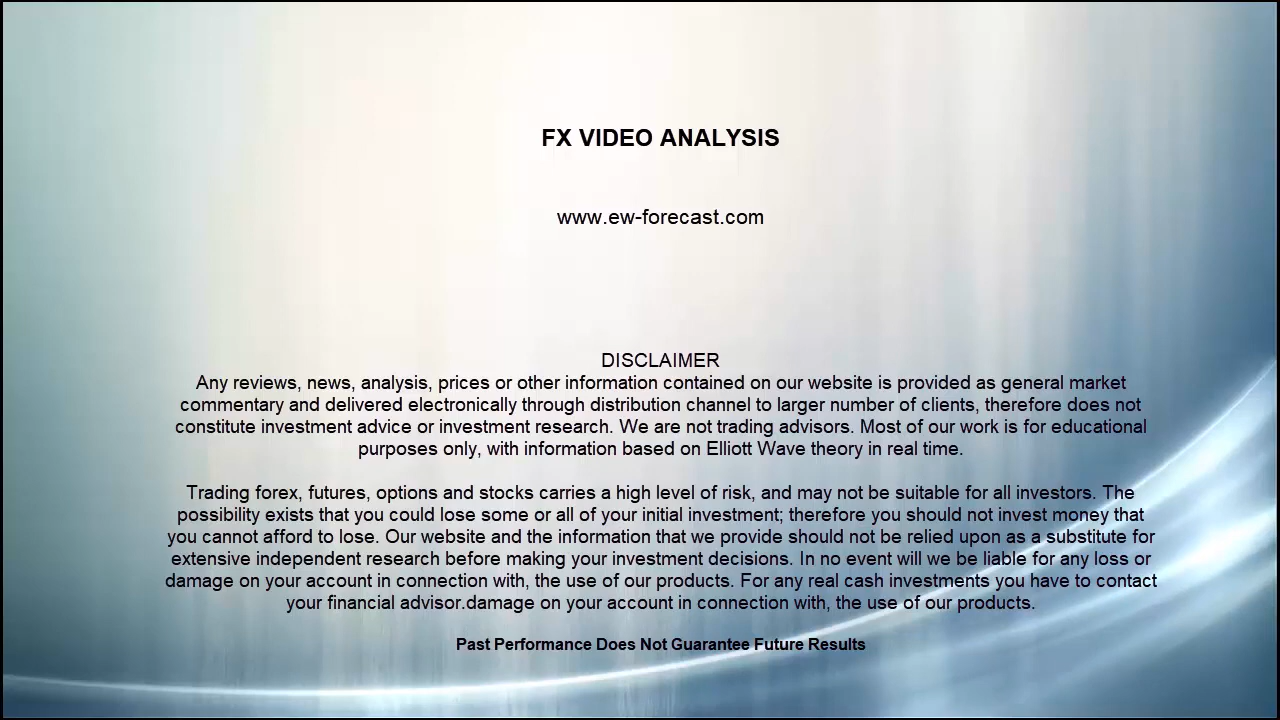 FX VIDEO ANALYSIS
www.ew-forecast.com
DISCLAIMER
Any reviews, news, analysis, prices or other information contained on our website is provided as general market
commentary and delivered electronically through distribution channel to larger number of clients, therefore does not
constitute investment advice or investment research. We are not trading advisors. Most of our work is for educational
purposes only, with information based on Elliott Wave theory in real time.
Trading forex, futures, options and stocks carries a high level of risk, and may not be suitable for all investors. The
possibility exists that you could lose some or all of your initial investment; therefore you should not invest money that
you cannot afford to lose. Our website and the information that we provide should not be relied upon as a substitute for
extensive independent research before making your investment decisions. In no event will we be liable for any loss or
damage on your account in connection with, the use of our products. For any real cash investments you have to contact
your financial advisor.damage on your account in connection with, the use of our products.
Past Performance Does Not Guarantee Future Results